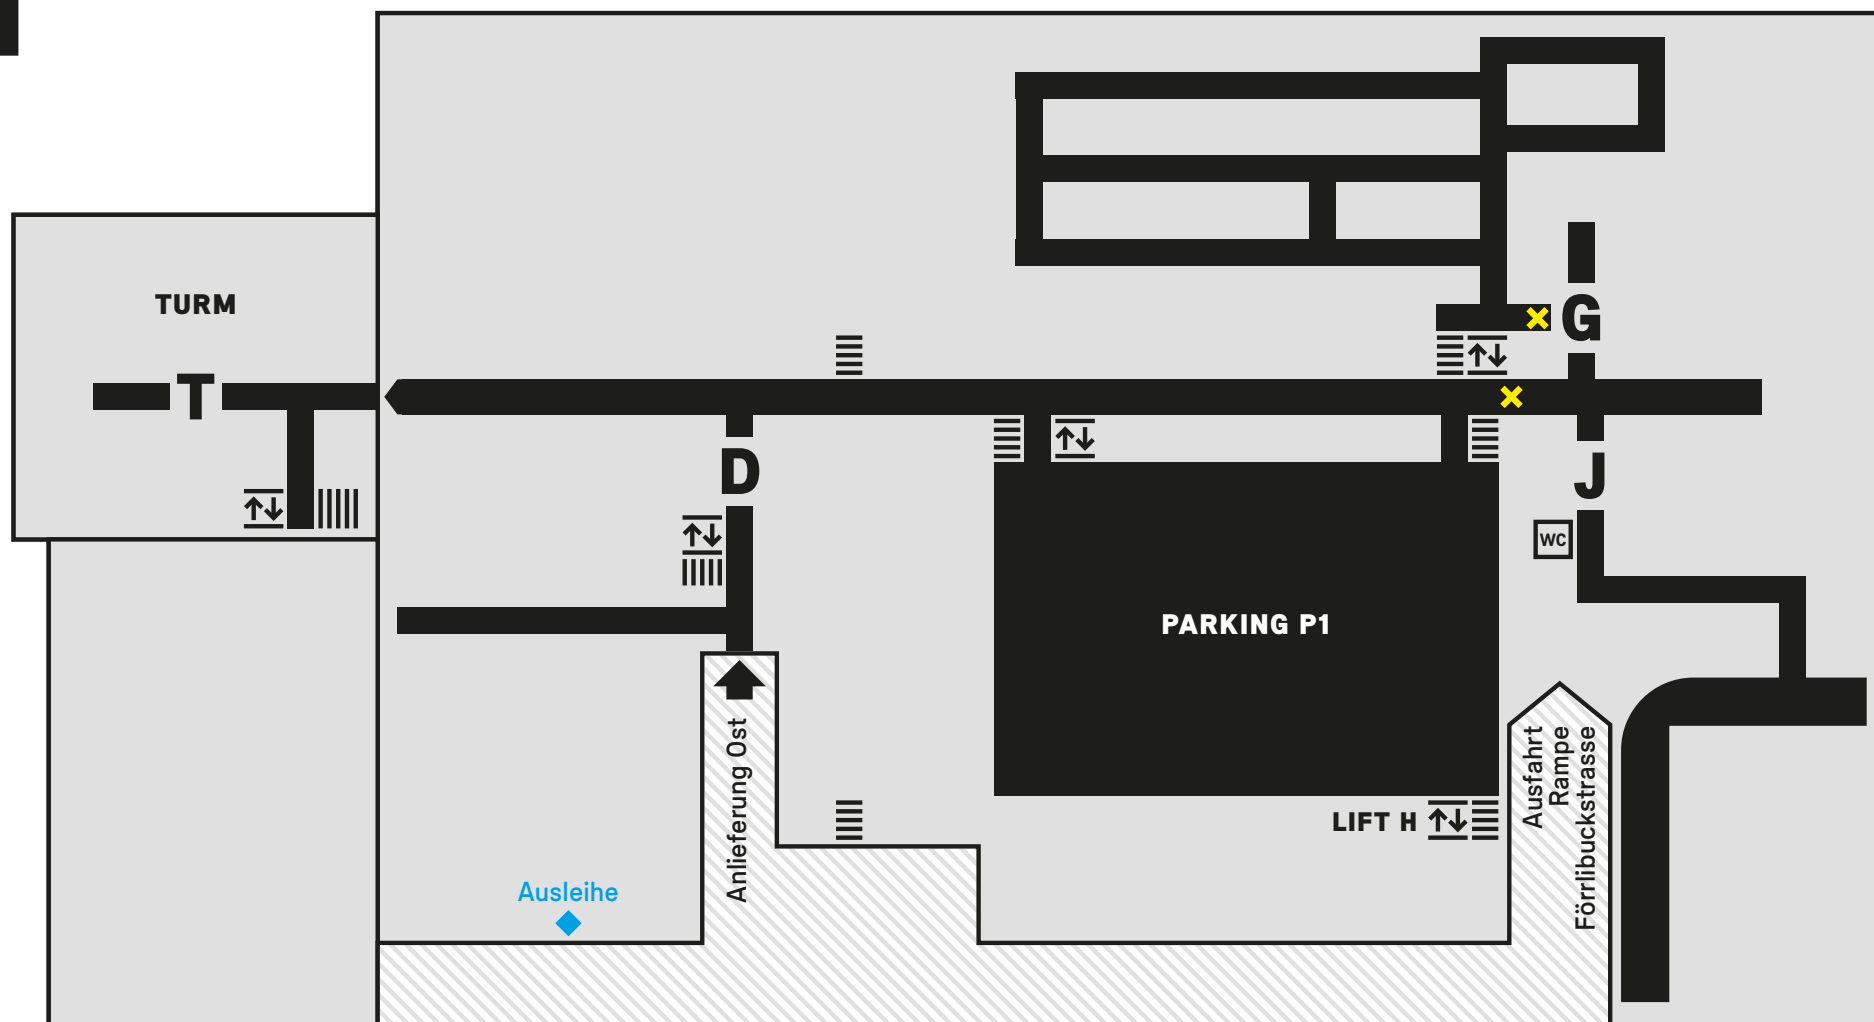 TURM
G
T
D
J
WC
PARKING P1
Anlieferung Ost
Ausfahrt
Rampe
Förrlibuckstrasse
LIFT H
Ausleihe